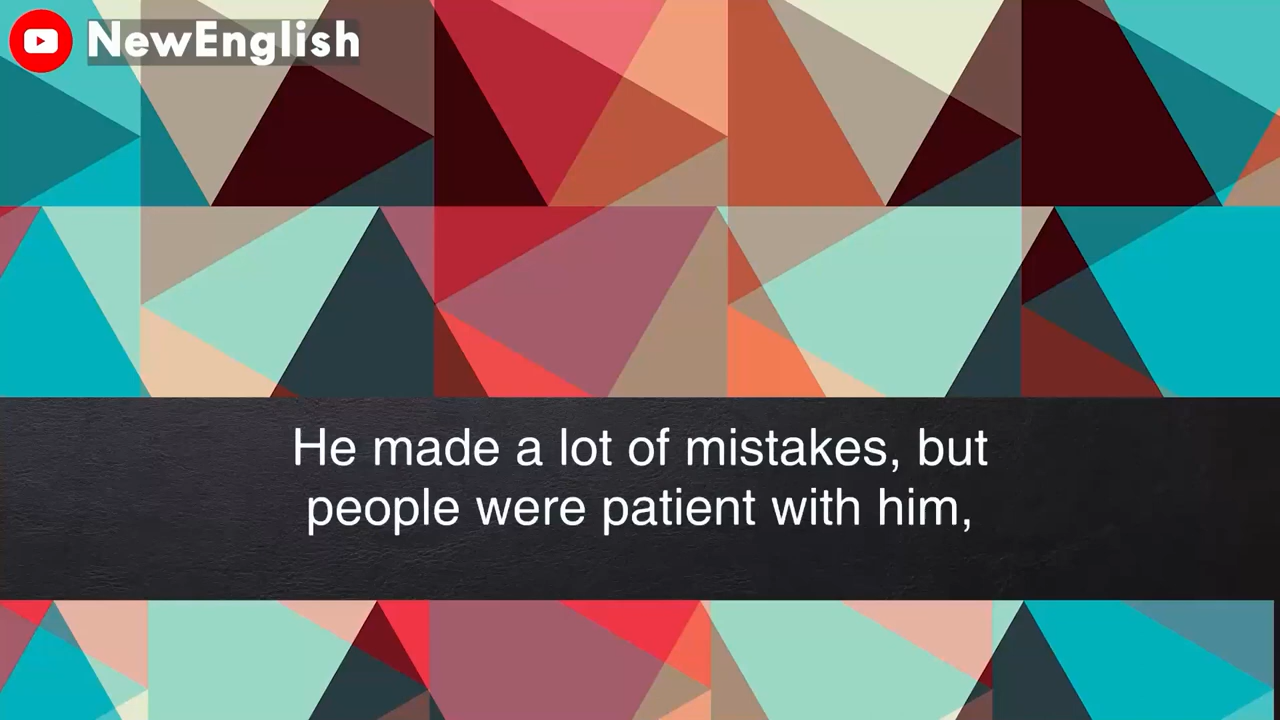 NewEnglish
He made a lot of mistakes, but
people were patient with him,